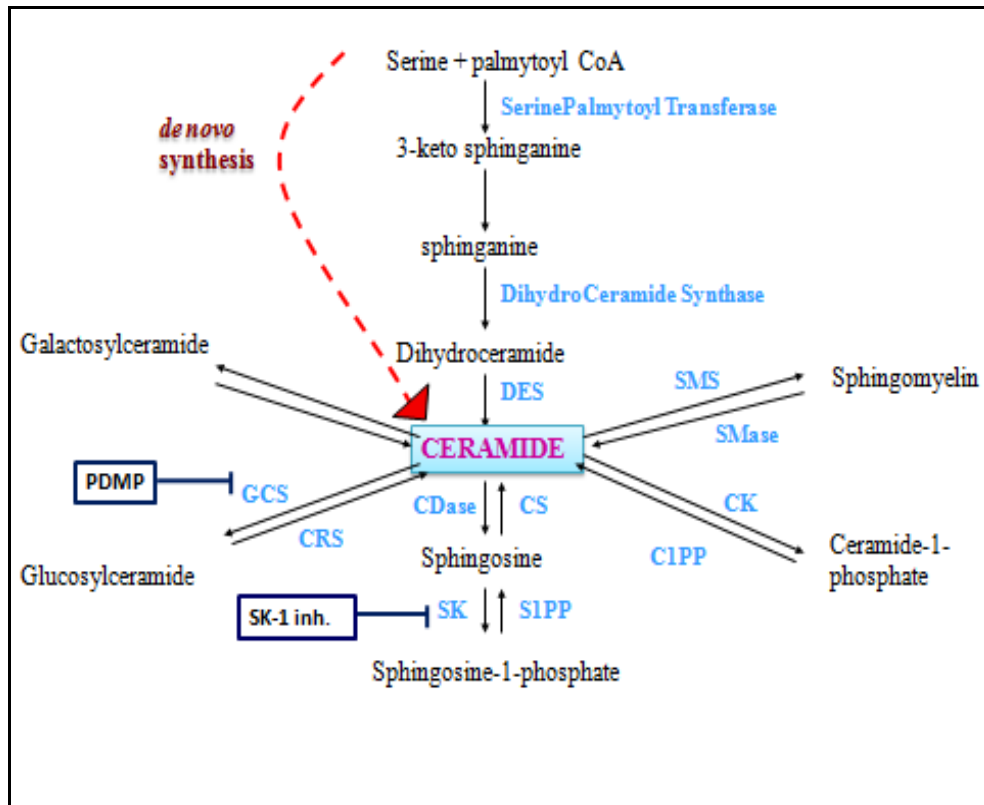 Serine + palmytoyl CoA
SerinePalmytoyl Transferase
de novo
synthesis
3-keto sphinganine
sphinganine
DihydroCeramide Synthase
Galactosylceramide
Dihydroceramide
DES
SMS
Sphingomyelin
SMase
CERAMIDE
PDMP
GCS
CRS
CDase
CS
CK
C1PP
Ceramide-1-
phosphate
Glucosylceramide
Sphingosine
SK-1 inh.
SK
S1PP
Sphingosine-1-phosphate